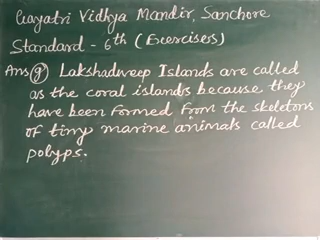 Gayatri Vidhya Mandir, Sanchore
Standard - 6th (Exercisers)
Ans (g) Lakshadweep Islands are called
as the coral islands because they
have been formed from the skeletons
of tiny marine animals called
polyps.